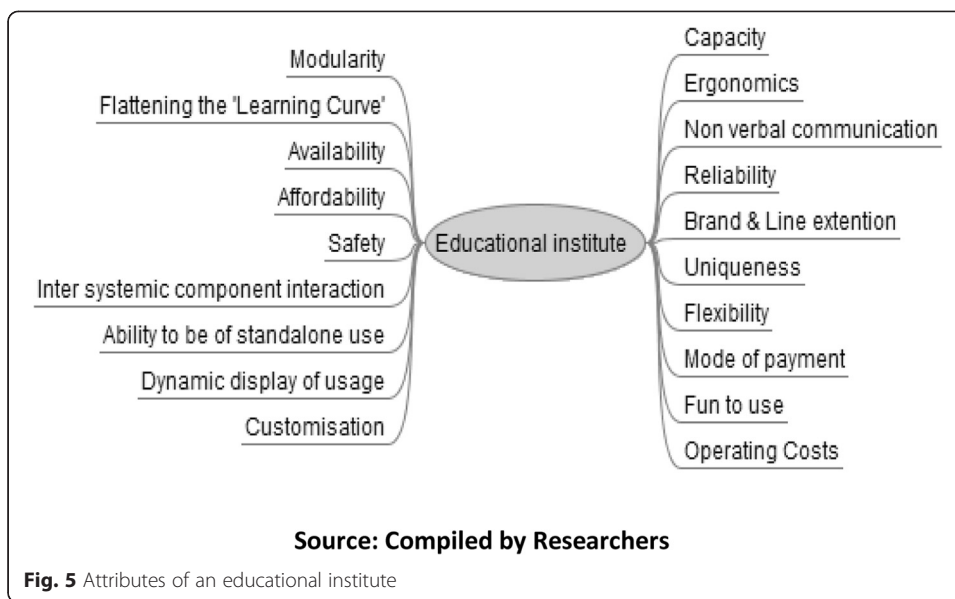 Modularity
Flattening the 'Learning Curve'
Availability
Affordability
Safety
Inter systemic component interaction
Ability to be of standalone use
Dynamic display of usage
Customisation
Educational institute
Capacity
Ergonomics
Non verbal communication
Reliability
Brand & Line extention
Uniqueness
Flexibility
Mode of payment
Fun to use
Operating Costs
Source: Compiled by Researchers
Fig. 5 Attributes of an educational institute